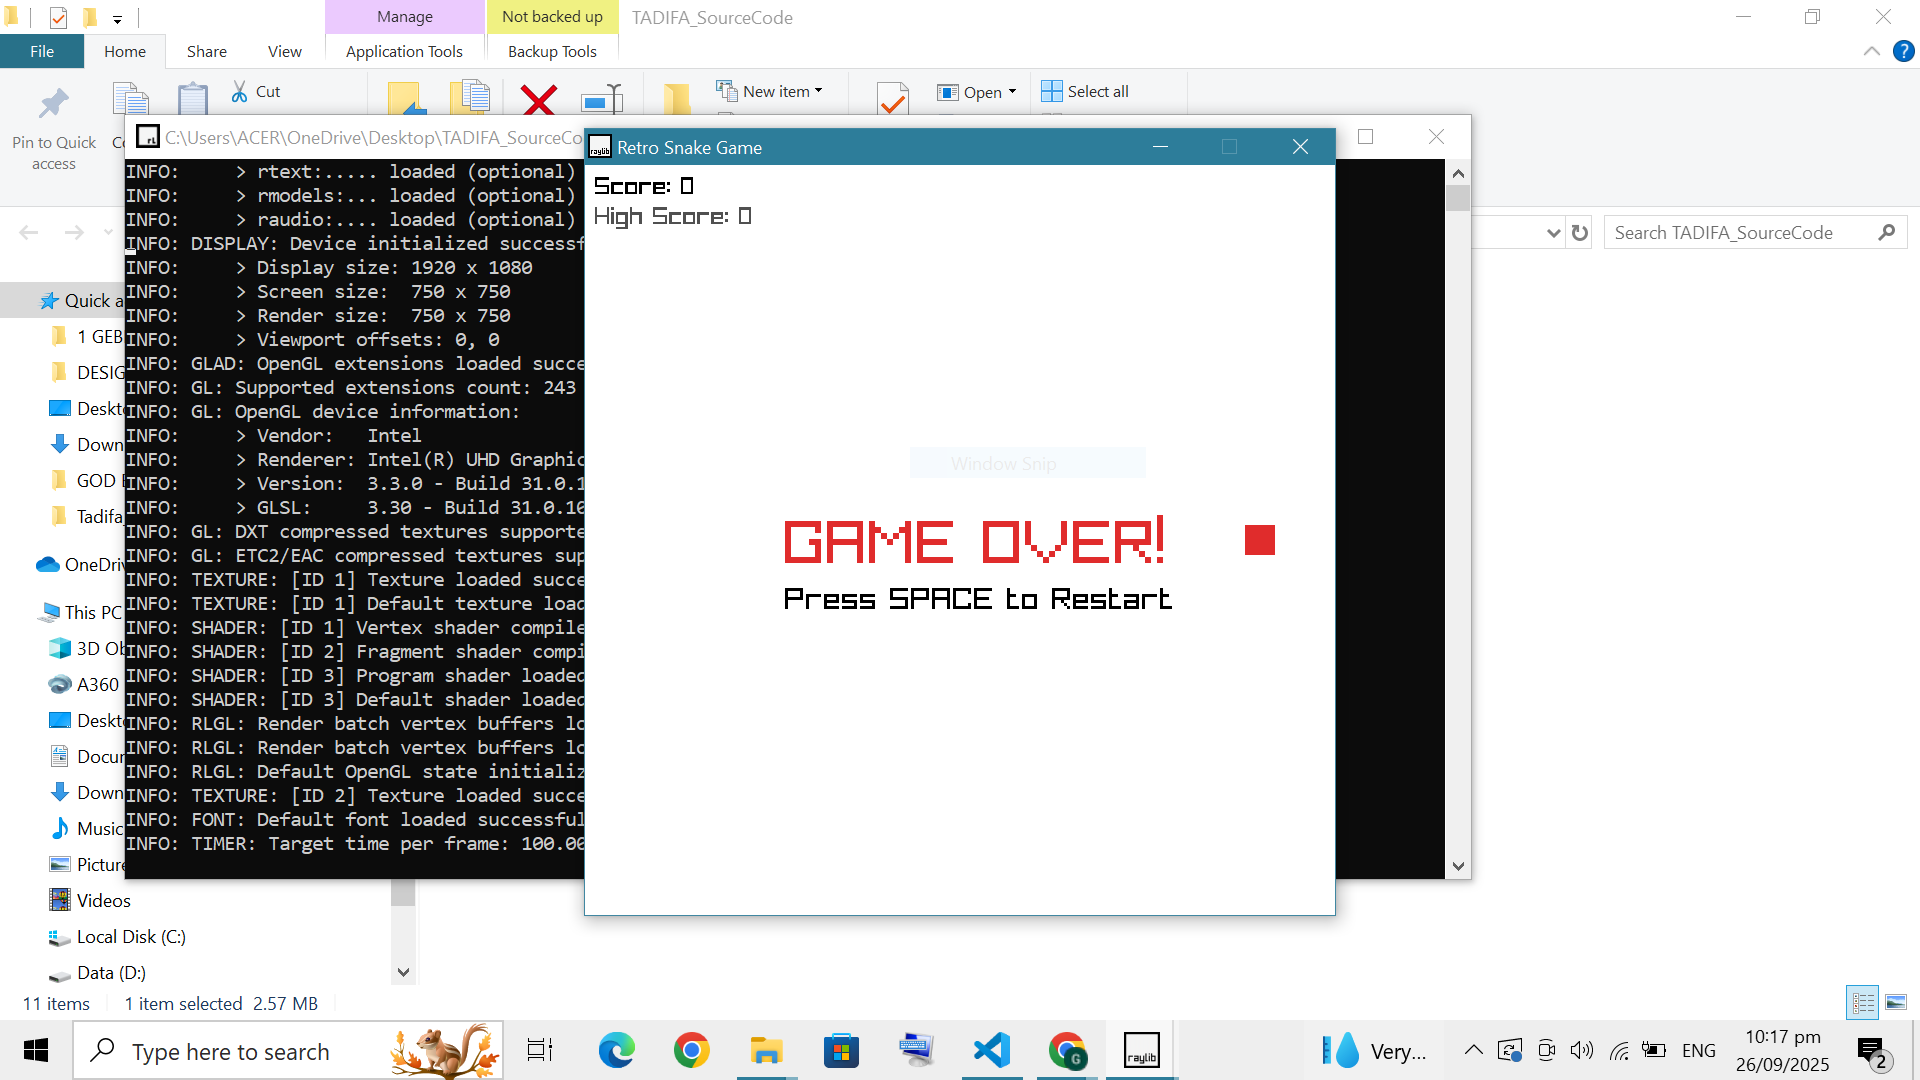 Manage
Not backed up
TADIFA_SourceCode
File
Home
Share
View
Application Tools
Backup Tools
Pin to Quick
access
Cut
New item
Open
Select all
C:\Users\ACER\OneDrive\Desktop\TADIFA_SourceCo
Search TADIFA_SourceCode
Quick a
1 GEB
DESIG
Deskt
Down
GOD
Tadifa
OneDriv
This PC
3D Ob
A360
Deskt
Docur
Down
Music
Picture
Videos
Local Disk (C:)
Data (D:)
INFO:     > rtext:..... loaded (optional)
INFO:     > rmodels:... loaded (optional)
INFO:     > raudio:.... loaded (optional)
INFO: DISPLAY: Device initialized successf
INFO:     > Display size: 1920 x 1080
INFO:     > Screen size:  750 x 750
INFO:     > Render size:  750 x 750
INFO:     > Viewport offsets: 0, 0
INFO: GLAD: OpenGL extensions loaded succe
INFO: GL: Supported extensions count: 243
INFO: GL: OpenGL device information:
INFO:     > Vendor:   Intel
INFO:     > Renderer: Intel(R) UHD Graphic
INFO:     > Version:  3.3.0 - Build 31.0.1
INFO:     > GLSL:     3.30 - Build 31.0.10
INFO: GL: DXT compressed textures supporte
INFO: GL: ETC2/EAC compressed textures sup
INFO: TEXTURE: [ID 1] Texture loaded succe
INFO: TEXTURE: [ID 1] Default texture load
INFO: SHADER: [ID 1] Vertex shader compile
INFO: SHADER: [ID 2] Fragment shader compi
INFO: SHADER: [ID 3] Program shader loaded
INFO: SHADER: [ID 3] Default shader loaded
INFO: RLGL: Render batch vertex buffers lo
INFO: RLGL: Render batch vertex buffers lo
INFO: RLGL: Default OpenGL state initializ
INFO: TEXTURE: [ID 2] Texture loaded succe
INFO: FONT: Default font loaded successful
INFO: TIMER: Target time per frame: 100.00
raylib
Retro Snake Game
Score: 0
High Score: 0
Window Snip
GAME OVER!
Press SPACE to Restart
11 items
1 item selected 2.57 MB
Type here to search
raylib
Very...
ENG
10:17 pm
26/09/2025
2